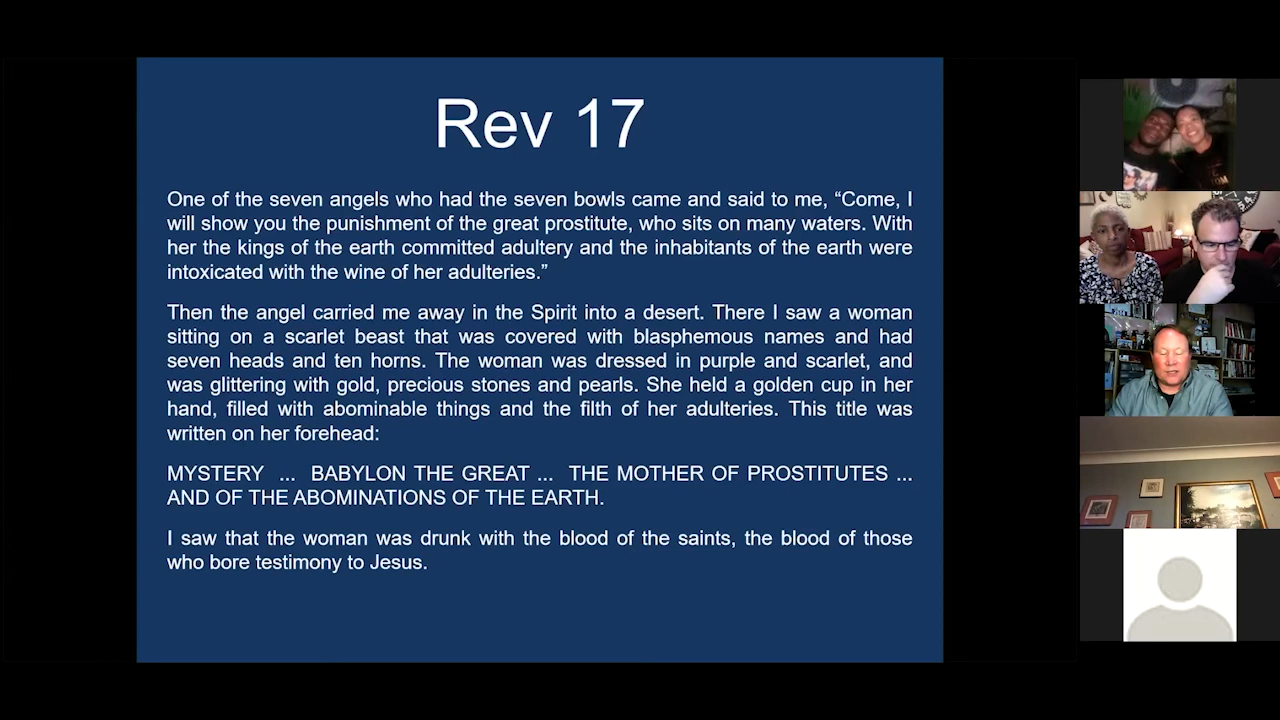 Rev 17
One of the seven angels who had the seven bowls came and said to me, “Come, I
will show you the punishment of the great prostitute, who sits on many waters. With
her the kings of the earth committed adultery and the inhabitants of the earth were
intoxicated with the wine of her adulteries.”
Then the angel carried me away in the Spirit into a desert. There I saw a woman
sitting on a scarlet beast that was covered with blasphemous names and had
seven heads and ten horns. The woman was dressed in purple and scarlet, and
was glittering with gold, precious stones and pearls. She held a golden cup in her
hand, filled with abominable things and the filth of her adulteries. This title was
written on her forehead:
MYSTERY ... BABYLON THE GREAT ... THE MOTHER OF PROSTITUTES ...
AND OF THE ABOMINATIONS OF THE EARTH.
I saw that the woman was drunk with the blood of the saints, the blood of those
who bore testimony to Jesus.